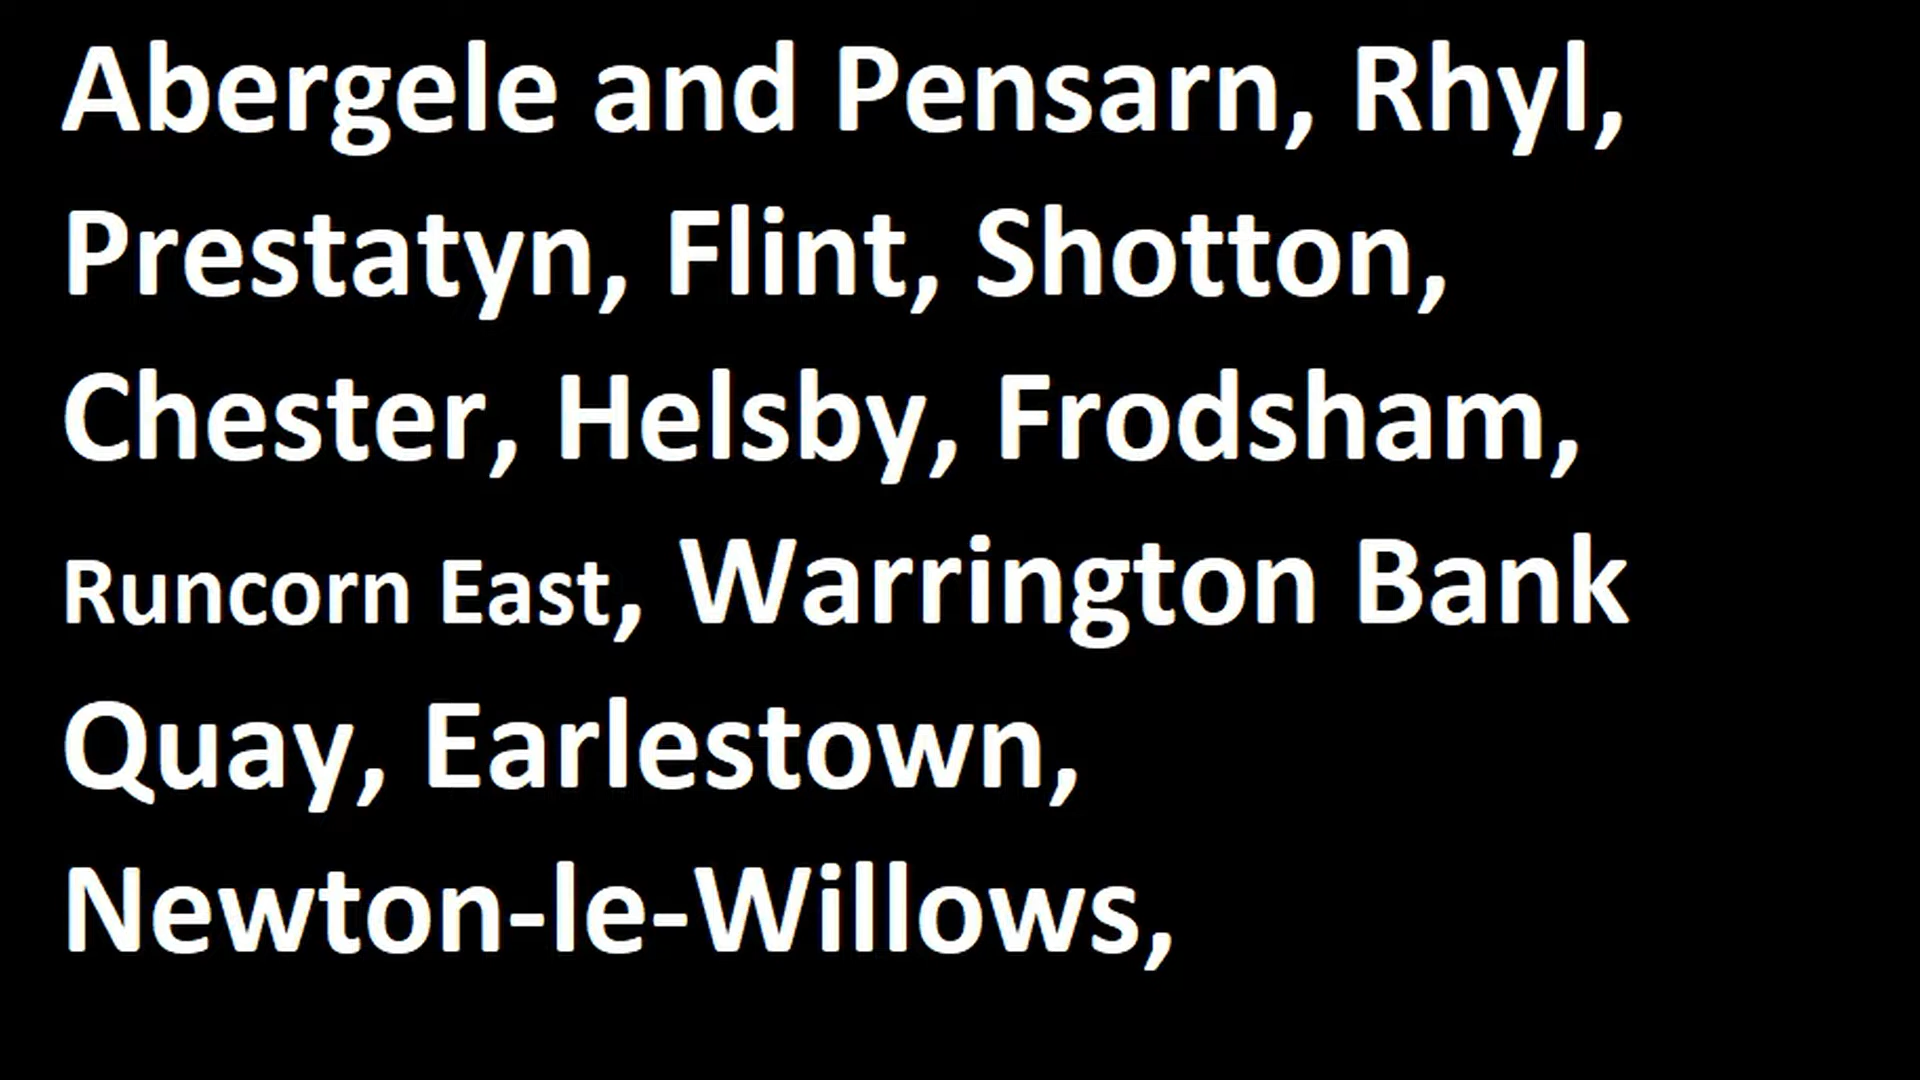 Abergele and Pensarn, Rhyl,
Prestatyn, Flint, Shotton,
Chester, Helsby, Frodsham,
Runcorn East, Warrington Bank
Quay, Earlestown,
Newton-le-Willows,